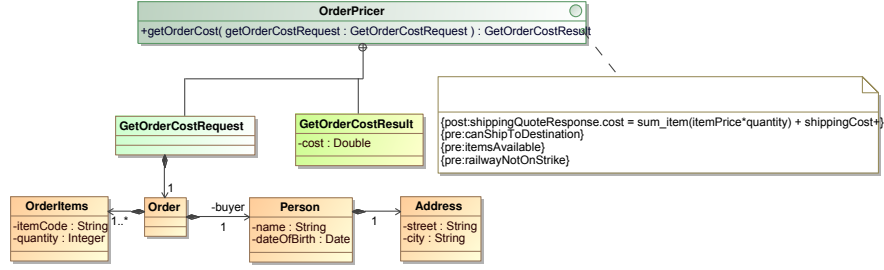 OrderPricer
+getOrderCost( getOrderCostRequest : GetOrderCostRequest ) : GetOrderCostResult
{post:shippingQuoteResponse.cost = sum_item(itemPrice*quantity) + shippingCost+}
{pre:canShipToDestination}
{pre:itemsAvailable}
{pre:railwayNotOnStrike}
GetOrderCostRequest
GetOrderCostResult
-cost : Double
1
OrderItems
-itemCode : String
-quantity : Integer
1..*
Order
-buyer
1
Person
-name : String
-dateOfBirth : Date
1
Address
-street : String
-city : String